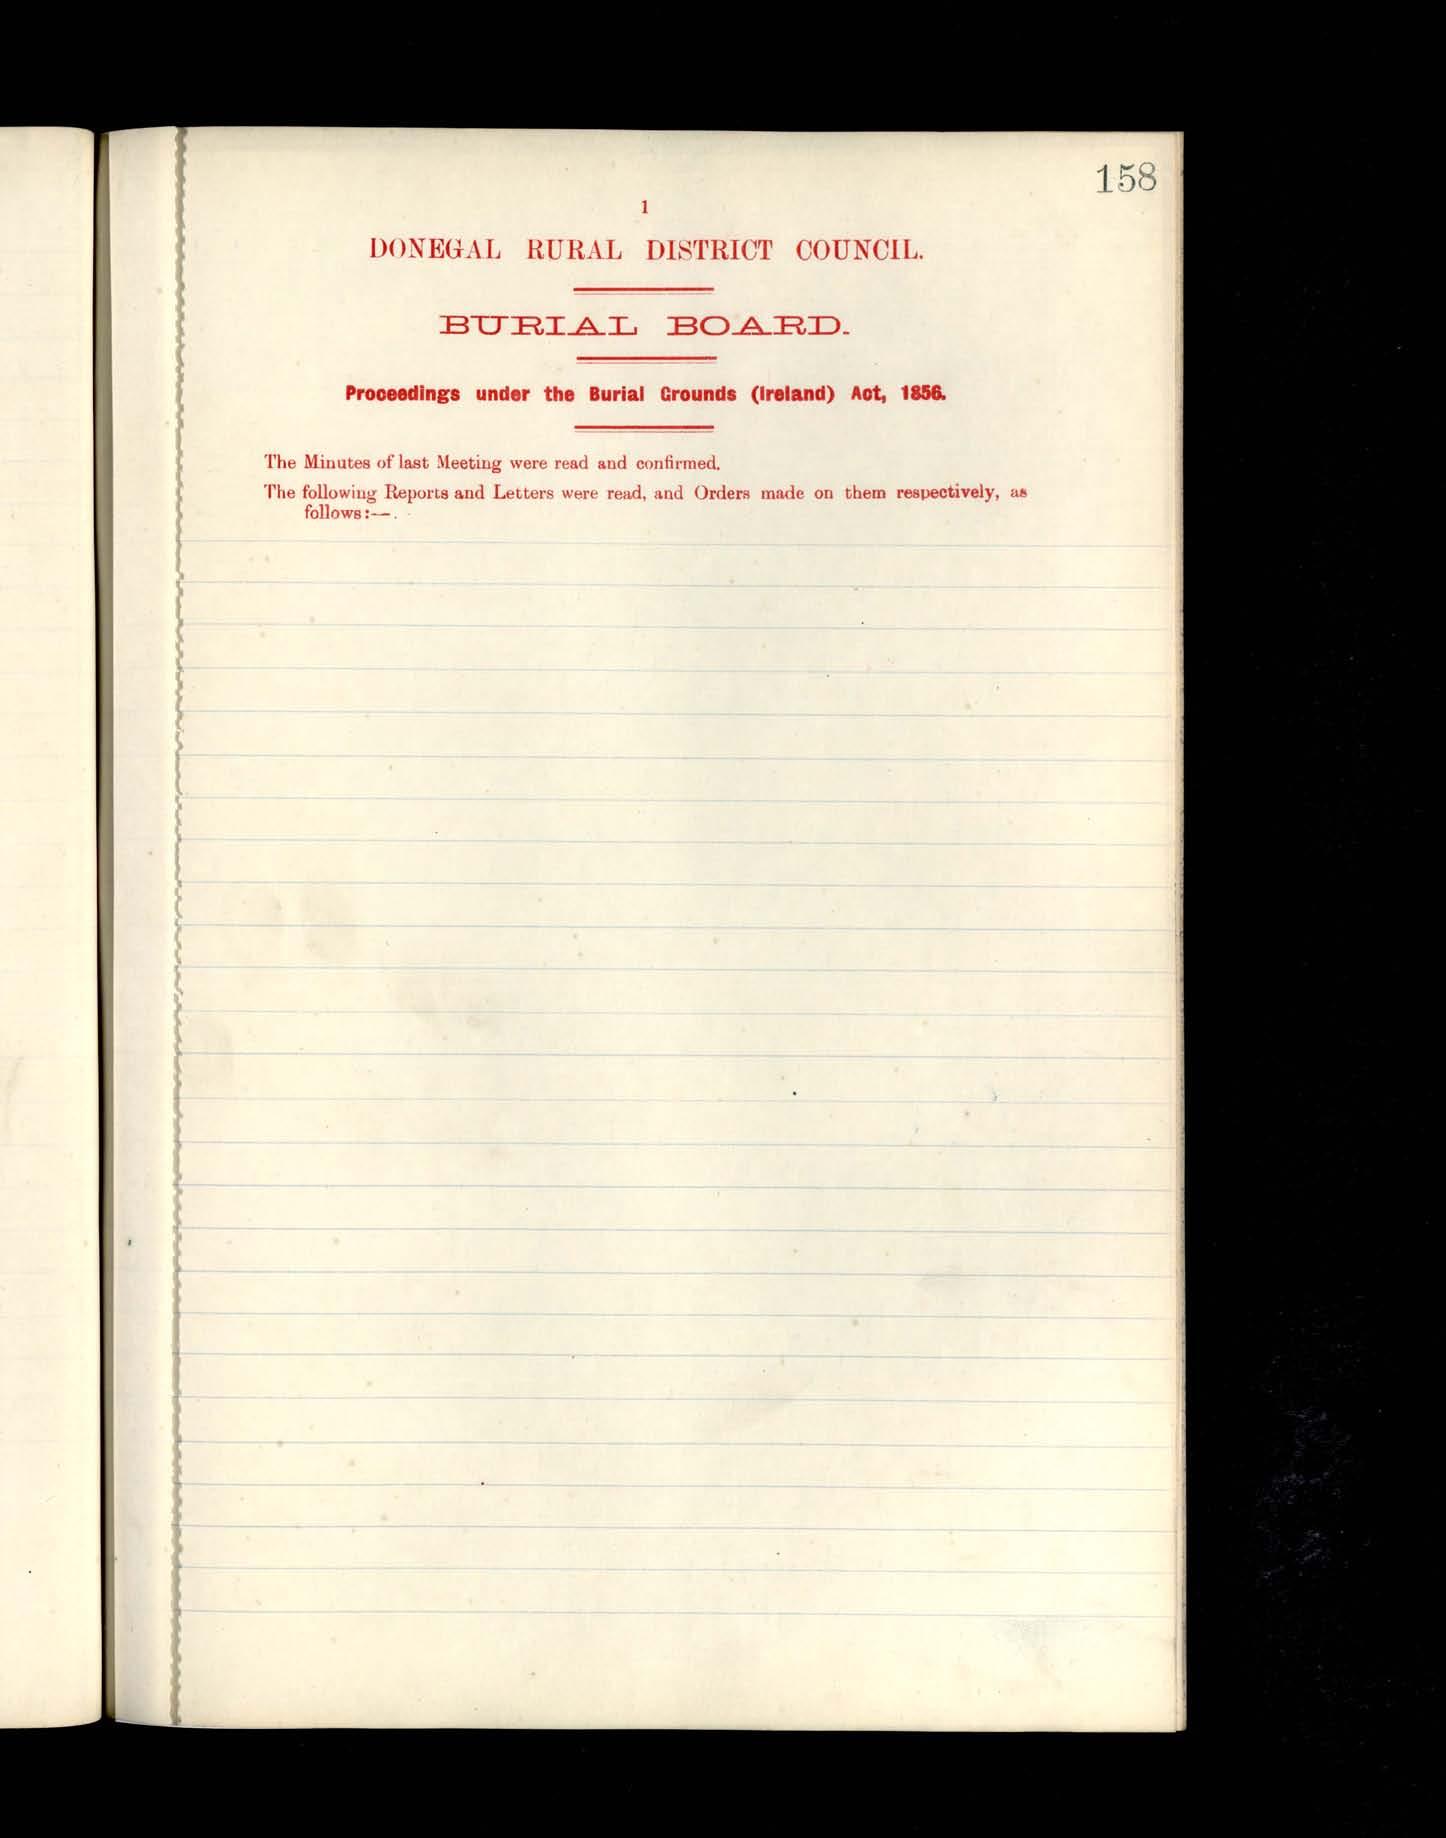 158
1
DONEGAL RURAL DISTRICT COUNCIL.
BURIAL BOARD.
Proceedings under the Burial Grounds (Ireland) Act, 1856.
The Minutes of last Meeting were read and confirmed.
The following Reports and Letters were read, and Orders made on them respectively, as
follows:—.